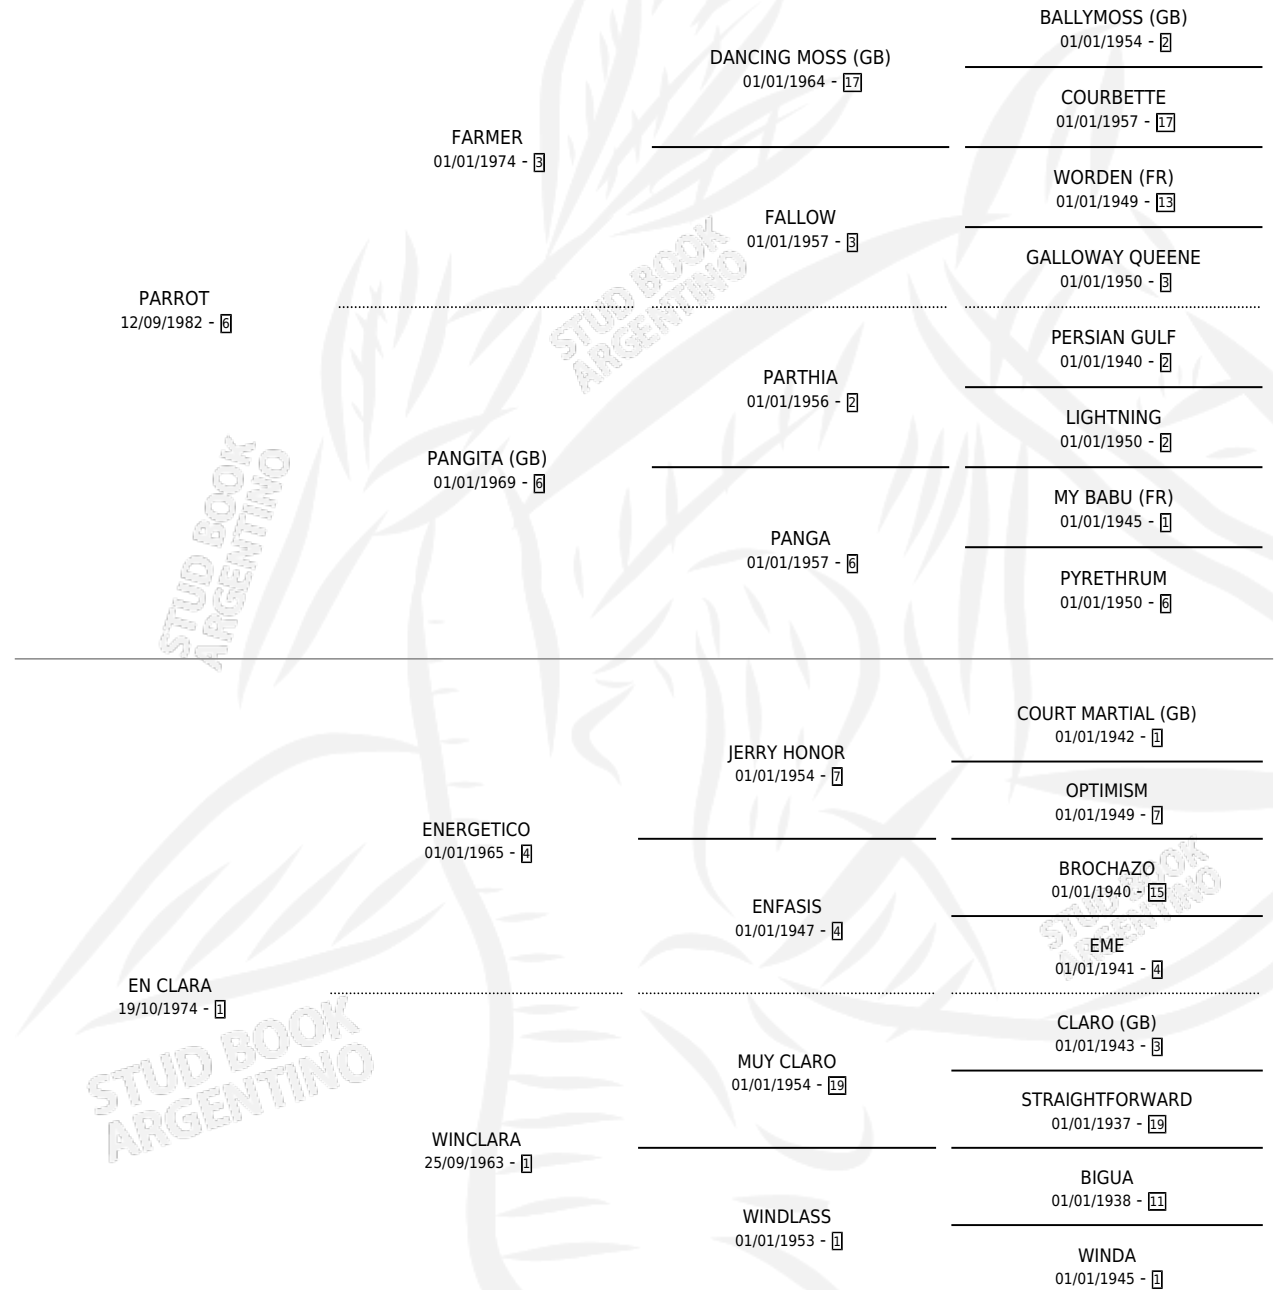 BALLYMOSS (GB)
01/01/1954 - 2
DANCING MOSS (GB)
01/01/1964 - 17
COURBETTE
01/01/1957 - 17
FARMER
01/01/1974 - 3
WORDEN (FR)
01/01/1949 - 13
FALLOW
01/01/1957 - 3
GALLOWAY QUEENE
01/01/1950 - 3
PARROT
12/09/1982 - 6
PERSIAN GULF
01/01/1940 - 2
PARTHIA
01/01/1956 - 2
LIGHTNING
01/01/1950 - 2
PANGITA (GB)
01/01/1969 - 6
MY BABU (FR)
01/01/1945 - 1
PANGA
01/01/1957 - 6
PYRETHRUM
01/01/1950 - 6
COURT MARTIAL (GB)
01/01/1942 - 1
JERRY HONOR
01/01/1954 - 7
OPTIMISM
01/01/1949 - 7
ENERGETICO
01/01/1965 - 4
BROCHAZO
01/01/1940 - 15
ENFASIS
01/01/1947 - 4
EME
01/01/1941 - 4
EN CLARA
19/10/1974 - 1
CLARO (GB)
01/01/1943 - 3
MUY CLARO
01/01/1954 - 19
STRAIGHTFORWARD
01/01/1937 - 19
WINCLARA
25/09/1963 - 1
BIGUA
01/01/1938 - 11
WINDLASS
01/01/1953 - 1
WINDA
01/01/1945 - 1
STUD BOOK
ARGENTINO
STUD BOOK
ARGENTINO
STUD BOOK
ARGENTINO
STUD BOOK
ARGENTINO